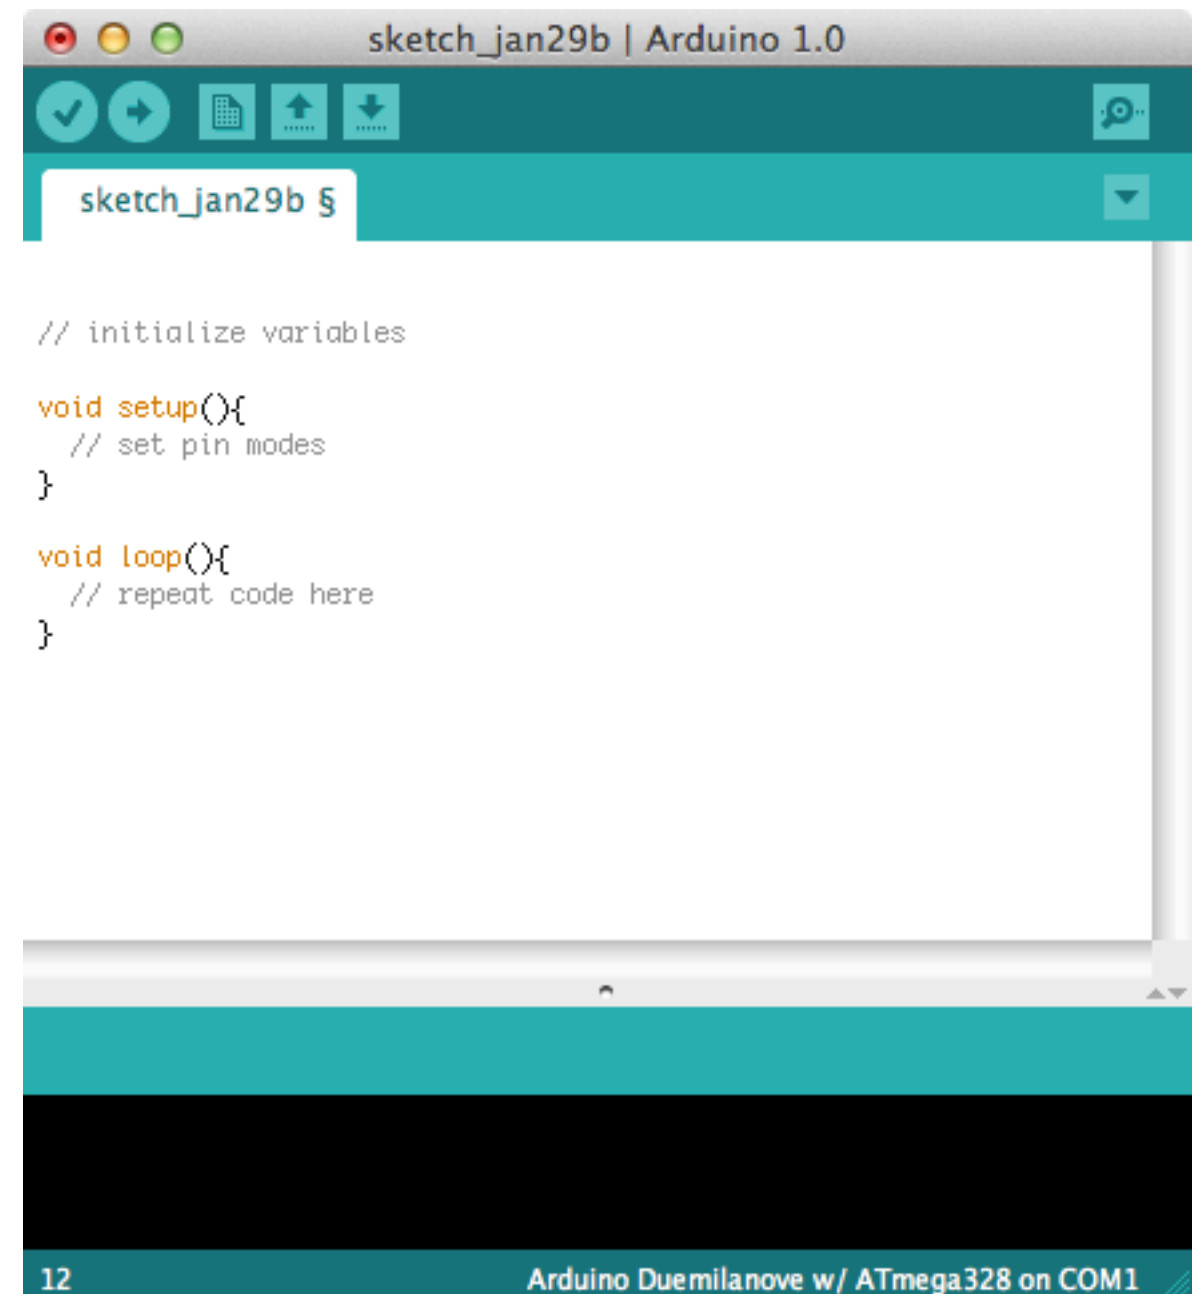 sketch_jan29b | Arduino 1.0
sketch_jan29b §
// initialize variables
void setup(){
  // set pin modes
}
void loop(){
  // repeat code here
}
12
Arduino Duemilanove w/ ATmega328 on COM1